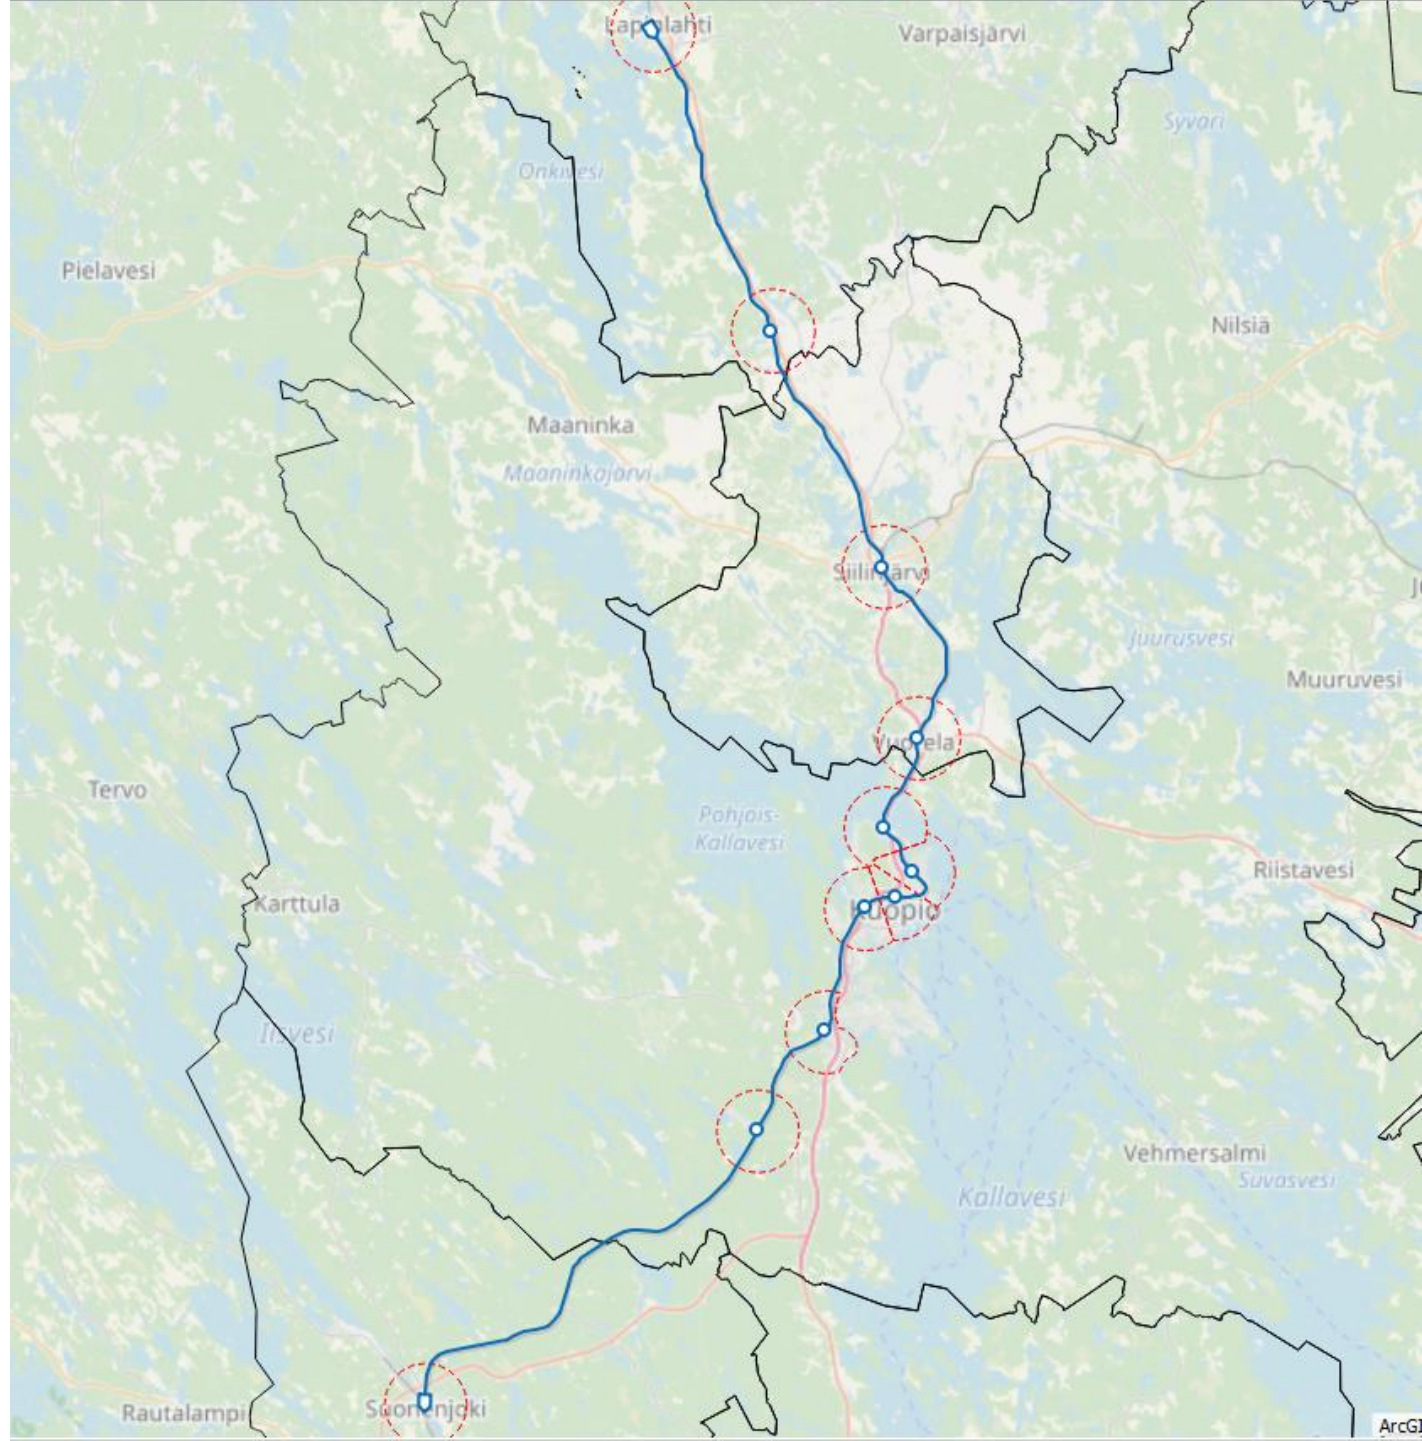 Lapinlahti
Varpaisjärvi
Syväri
Onkivesi
Pielavesi
Nilsiä
Maaninka
Maaninkajärvi
Siilinjärvi
Juurusvesi
Muuruvesi
Vuorela
Tervo
Pohjois-
Kallavesi
Riistavesi
Karttula
Kuopio
Iisvesi
Vehmersalmi
Suvasvesi
Kallavesi
Suonenjoki
Rautalampi